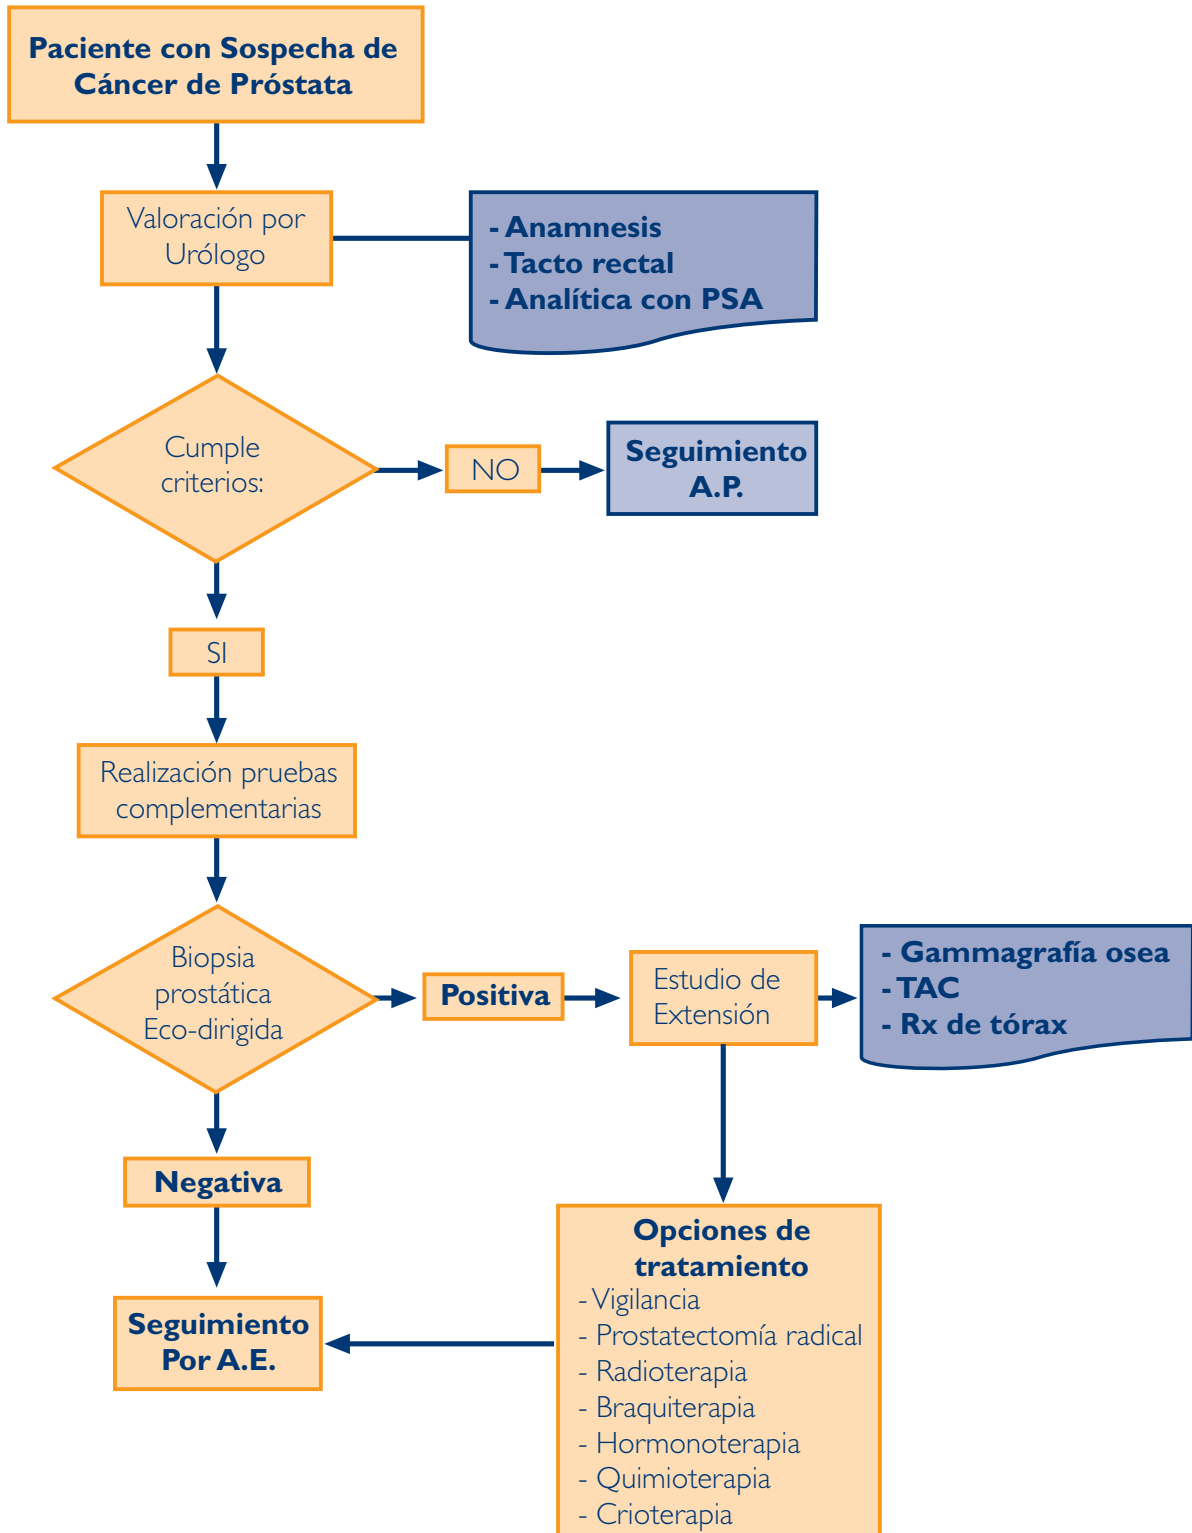 Paciente con Sospecha de
Cáncer de Próstata
Valoración por
Urólogo
- Anamnesis
- Tacto rectal
- Analítica con PSA
Cumple
criterios:
NO
Seguimiento
A.P.
SI
Realización pruebas
complementarias
Biopsia
prostática
Eco-dirigida
Positiva
Estudio de
Extensión
- Gammagrafía osea
- TAC
- Rx de tórax
Negativa
Seguimiento
Por A.E.
Opciones de
tratamiento
- Vigilancia
- Prostatectomía radical
- Radioterapia
- Braquiterapia
- Hormonoterapia
- Quimioterapia
- Crioterapia